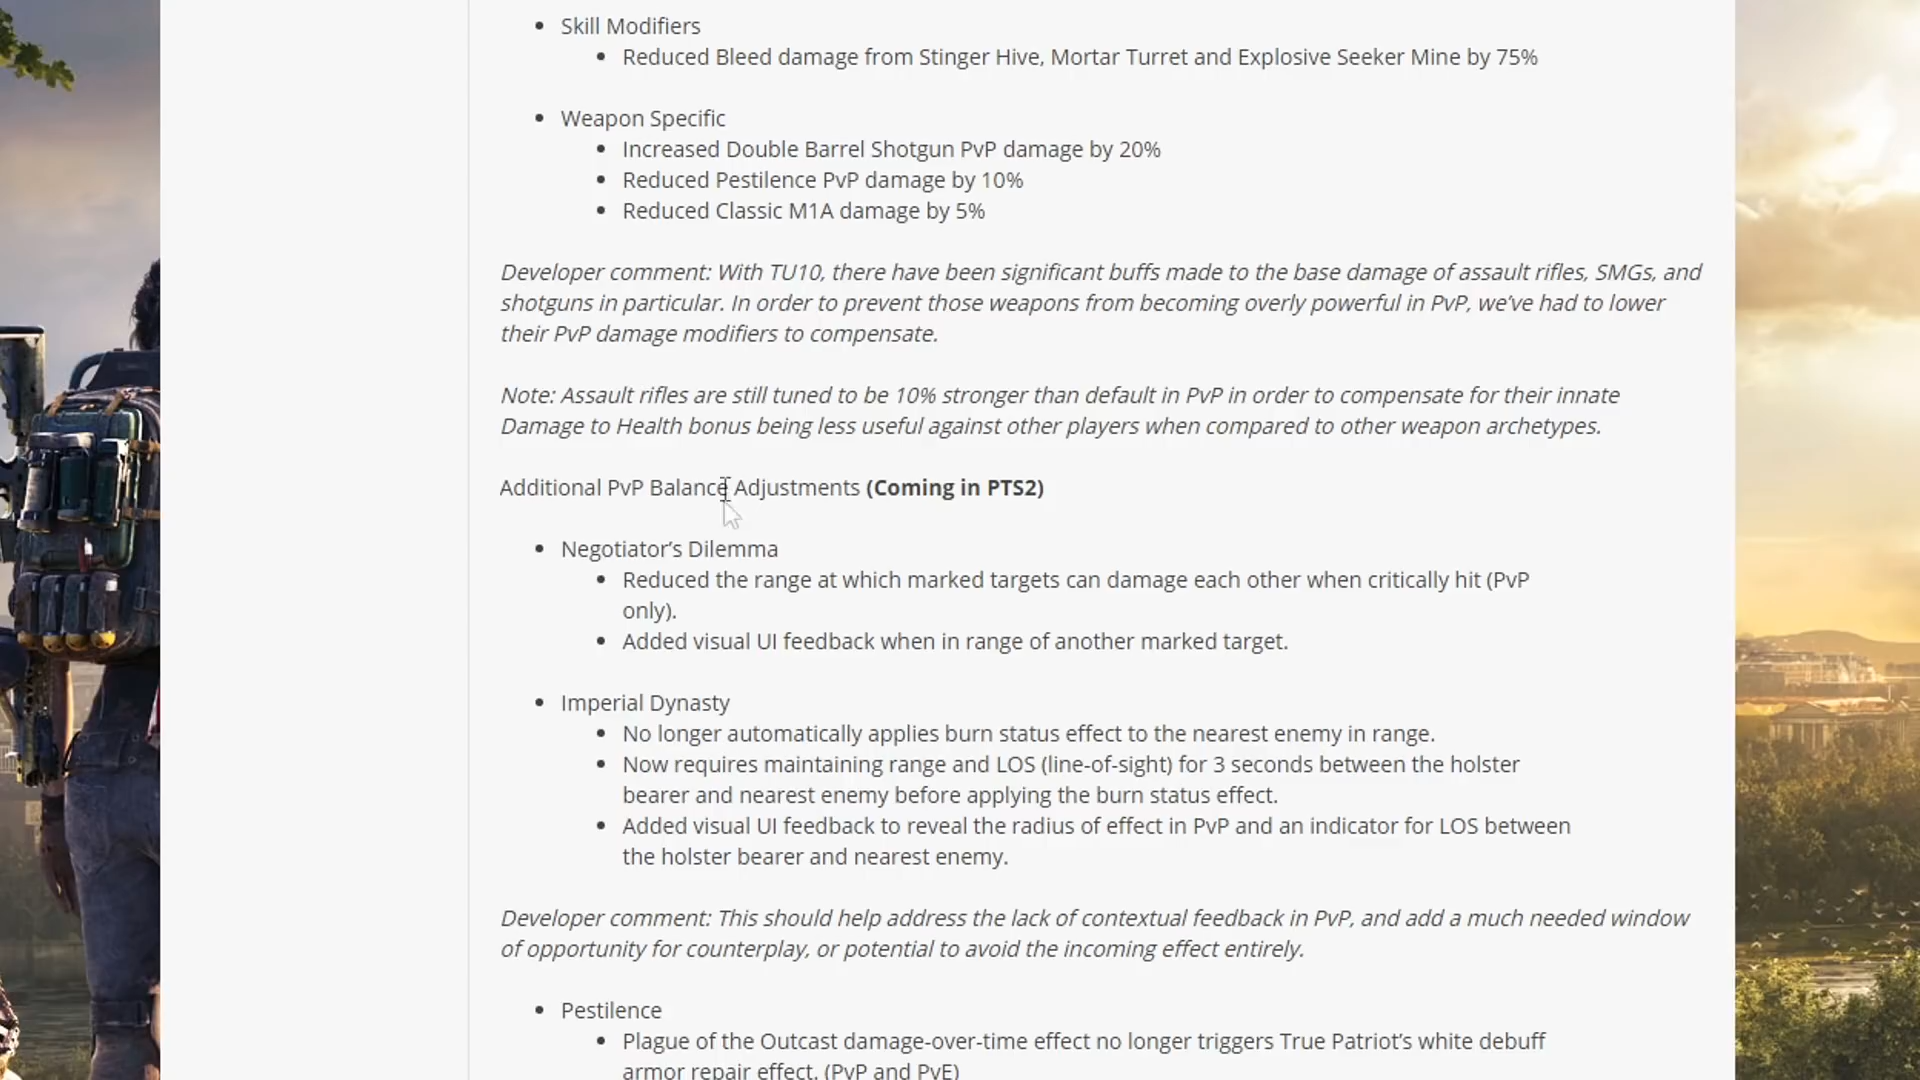 Skill Modifiers
Reduced Bleed damage from Stinger Hive, Mortar Turret and Explosive Seeker Mine by 75%
Weapon Specific
Increased Double Barrel Shotgun PvP damage by 20%
Reduced Pestilence PvP damage by 10%
Reduced Classic M1A damage by 5%
Developer comment: With TU10, there have been significant buffs made to the base damage of assault rifles, SMGs, and
shotguns in particular. In order to prevent those weapons from becoming overly powerful in PvP, we’ve had to lower
their PvP damage modifiers to compensate.
Note: Assault rifles are still tuned to be 10% stronger than default in PvP in order to compensate for their innate
Damage to Health bonus being less useful against other players when compared to other weapon archetypes.
Additional PvP Balance Adjustments (Coming in PTS2)
Negotiator’s Dilemma
Reduced the range at which marked targets can damage each other when critically hit (PvP
only).
Added visual UI feedback when in range of another marked target.
Imperial Dynasty
No longer automatically applies burn status effect to the nearest enemy in range.
Now requires maintaining range and LOS (line-of-sight) for 3 seconds between the holster
bearer and nearest enemy before applying the burn status effect.
Added visual UI feedback to reveal the radius of effect in PvP and an indicator for LOS between
the holster bearer and nearest enemy.
Developer comment: This should help address the lack of contextual feedback in PvP, and add a much needed window
of opportunity for counterplay, or potential to avoid the incoming effect entirely.
Pestilence
Plague of the Outcast damage-over-time effect no longer triggers True Patriot’s white debuff
armor repair effect. (PvP and PvE)